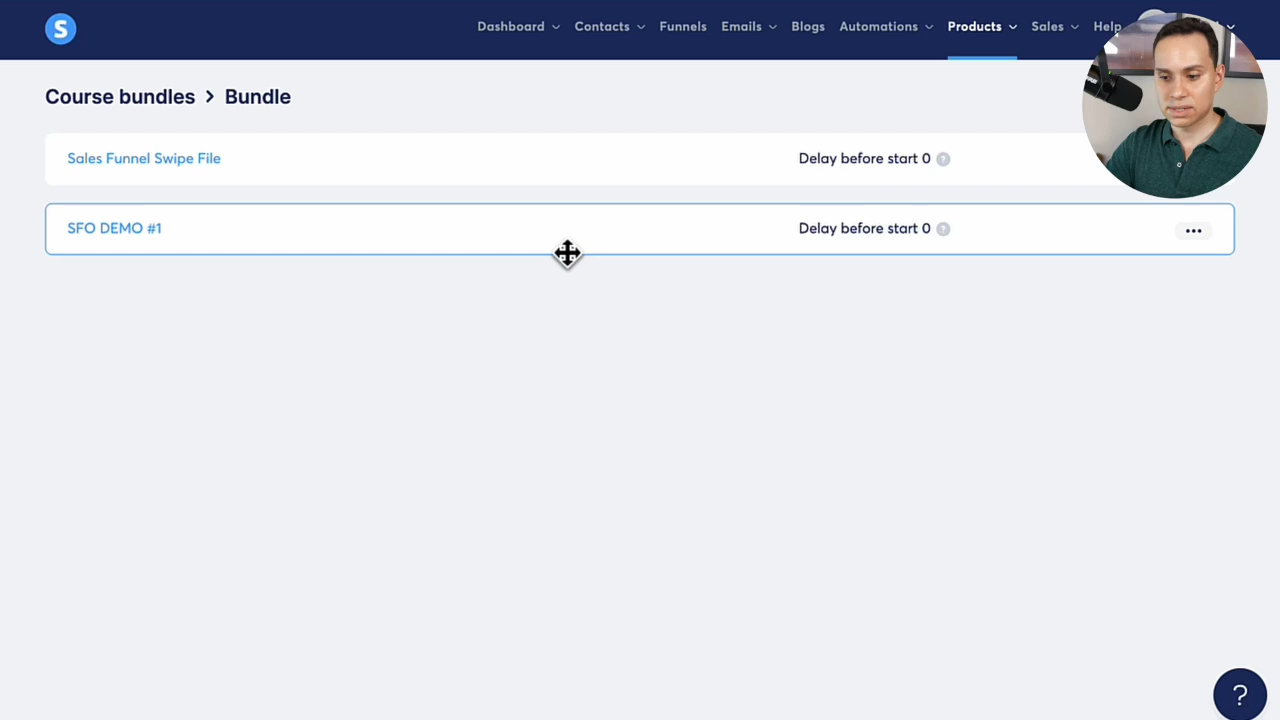 S
Dashboard Contacts Funnels Emails Blogs Automations Products Sales Help
Course bundles > Bundle
Sales Funnel Swipe File Delay before start 0 ?
SFO DEMO #1 Delay before start 0 ? •••
?